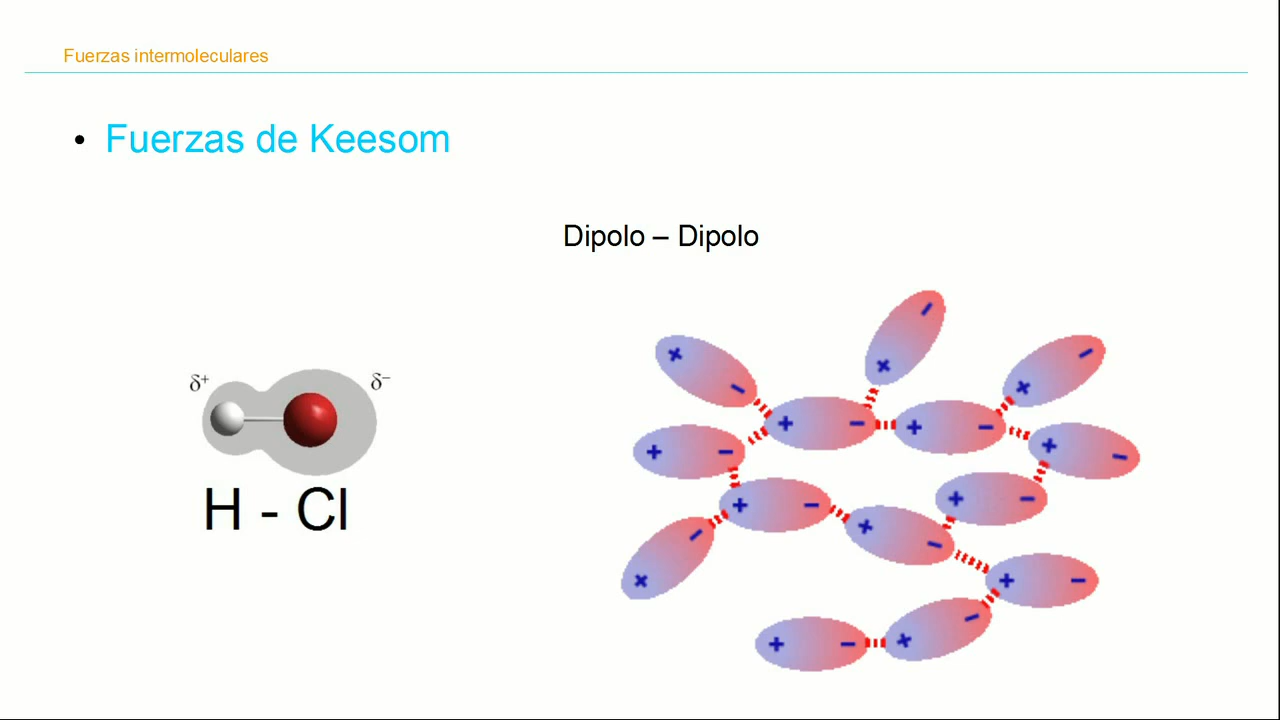 Fuerzas intermoleculares
• Fuerzas de Keesom
Dipolo – Dipolo
δ+ δ–
H - Cl